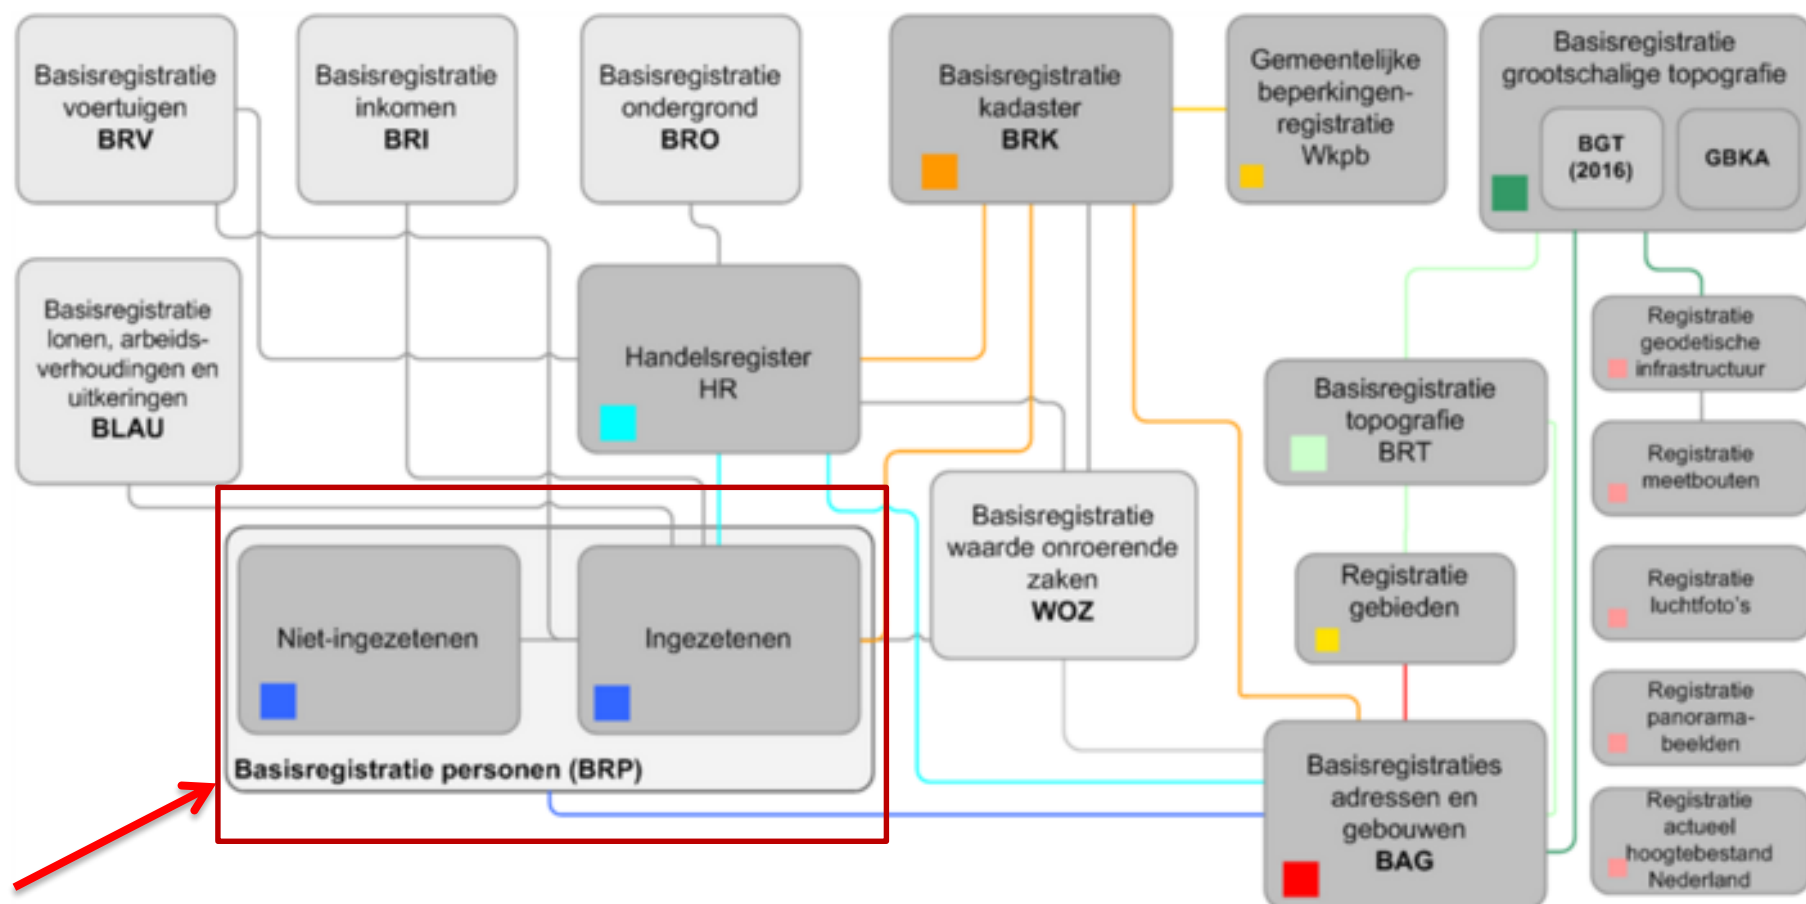 Basisregistratie
voertuigen
BRV
Basisregistratie
inkomen
BRI
Basisregistratie
ondergrond
BRO
Basisregistratie
kadaster
BRK
Gemeentelijke
beperkingen-
registratie
Wkpb
Basisregistratie
grootschalige topografie
BGT
(2016)
GBKA
Basisregistratie
lonen, arbeids-
verhoudingen en
uitkeringen
BLAU
Handelsregister
HR
Basisregistratie
topografie
BRT
Registratie
geodetische
infrastructuur
Registratie
meetbouten
Basisregistratie
waarde onroerende
zaken
WOZ
Registratie
gebieden
Registratie
luchtfoto's
Niet-ingezetenen
Ingezetenen
Basisregistratie personen (BRP)
Registratie
panorama-
beelden
Basisregistraties
adressen en
gebouwen
BAG
Registratie
actueel
hoogtebestand
Nederland